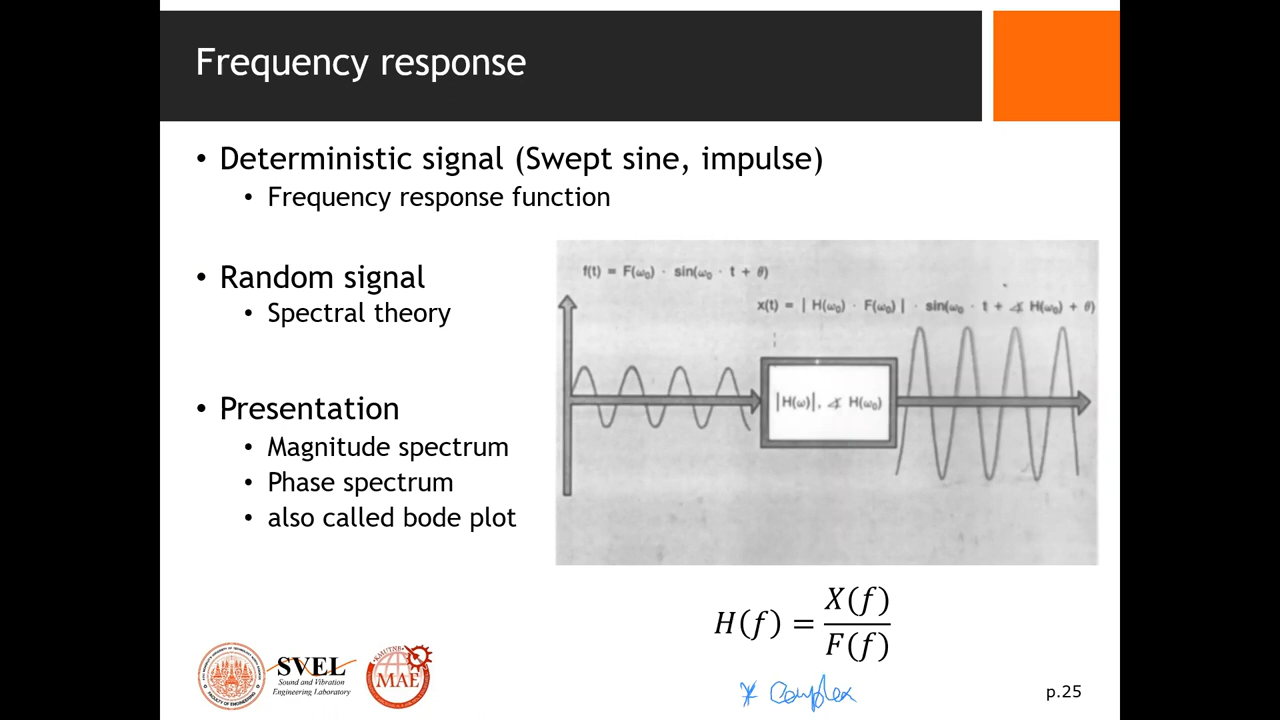 Frequency response
• Deterministic signal (Swept sine, impulse)
• Frequency response function
• Random signal
• Spectral theory
• Presentation
• Magnitude spectrum
• Phase spectrum
• also called bode plot
f(t) = F(ω₀) · sin(ω₀ · t + θ)
x(t) = | H(ω₀) · F(ω₀) | · sin(ω₀ · t + ∡ H(ω₀) + θ)
|H(ω)|, ∡ H(ω₀)
H(f) = X(f) / F(f)
* Complex
SVEL
Sound and Vibration
Engineering Laboratory
KMUTNB
MAE
p.25